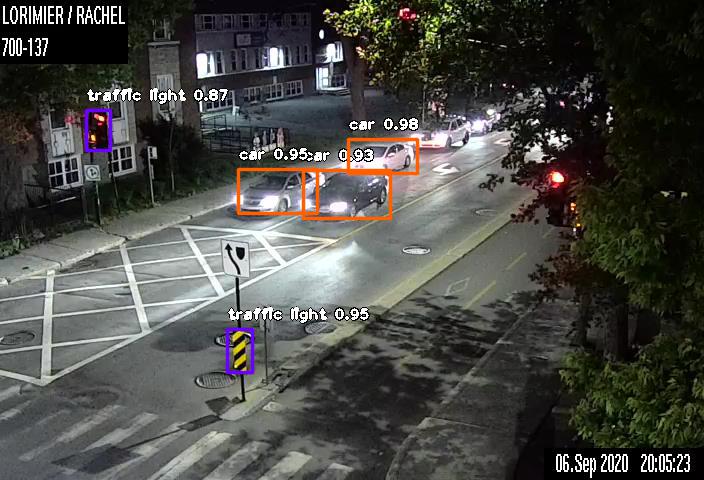 LORIMIER / RACHEL
700-137
traffic light 0.87
car 0.98
car 0.95
car 0.93
traffic light 0.95
06.Sep 2020 20:05:23